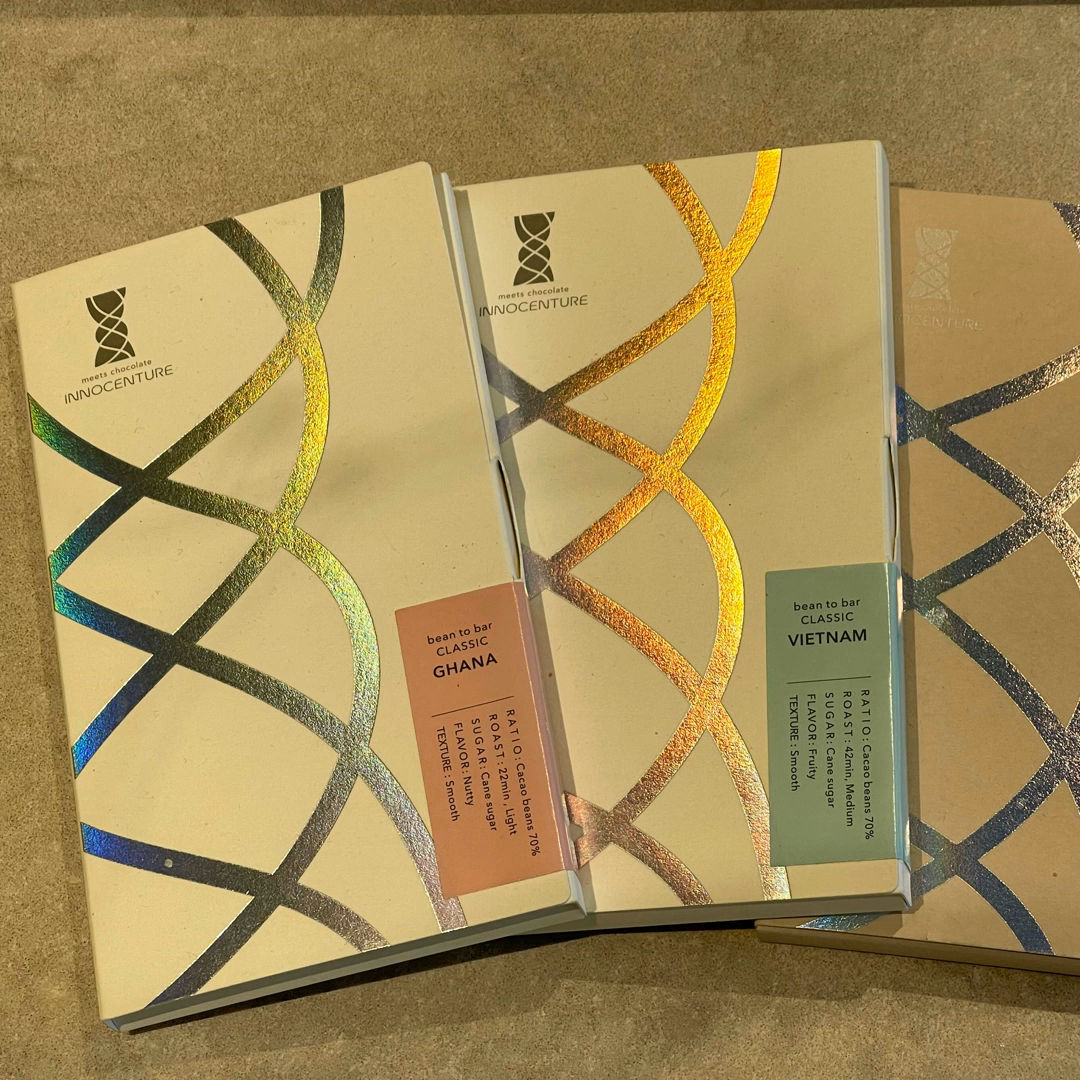 meets chocolate
INNOCENTURE
bean to bar
CLASSIC
GHANA
RATIO : Cacao beans 70%
ROAST : 22min , Light
SUGAR : Cane sugar
FLAVOR : Nutty
TEXTURE : Smooth
meets chocolate
INNOCENTURE
bean to bar
CLASSIC
VIETNAM
RATIO : Cacao beans 70%
ROAST : 42min, Medium
SUGAR : Cane sugar
FLAVOR : Fruity
TEXTURE : Smooth